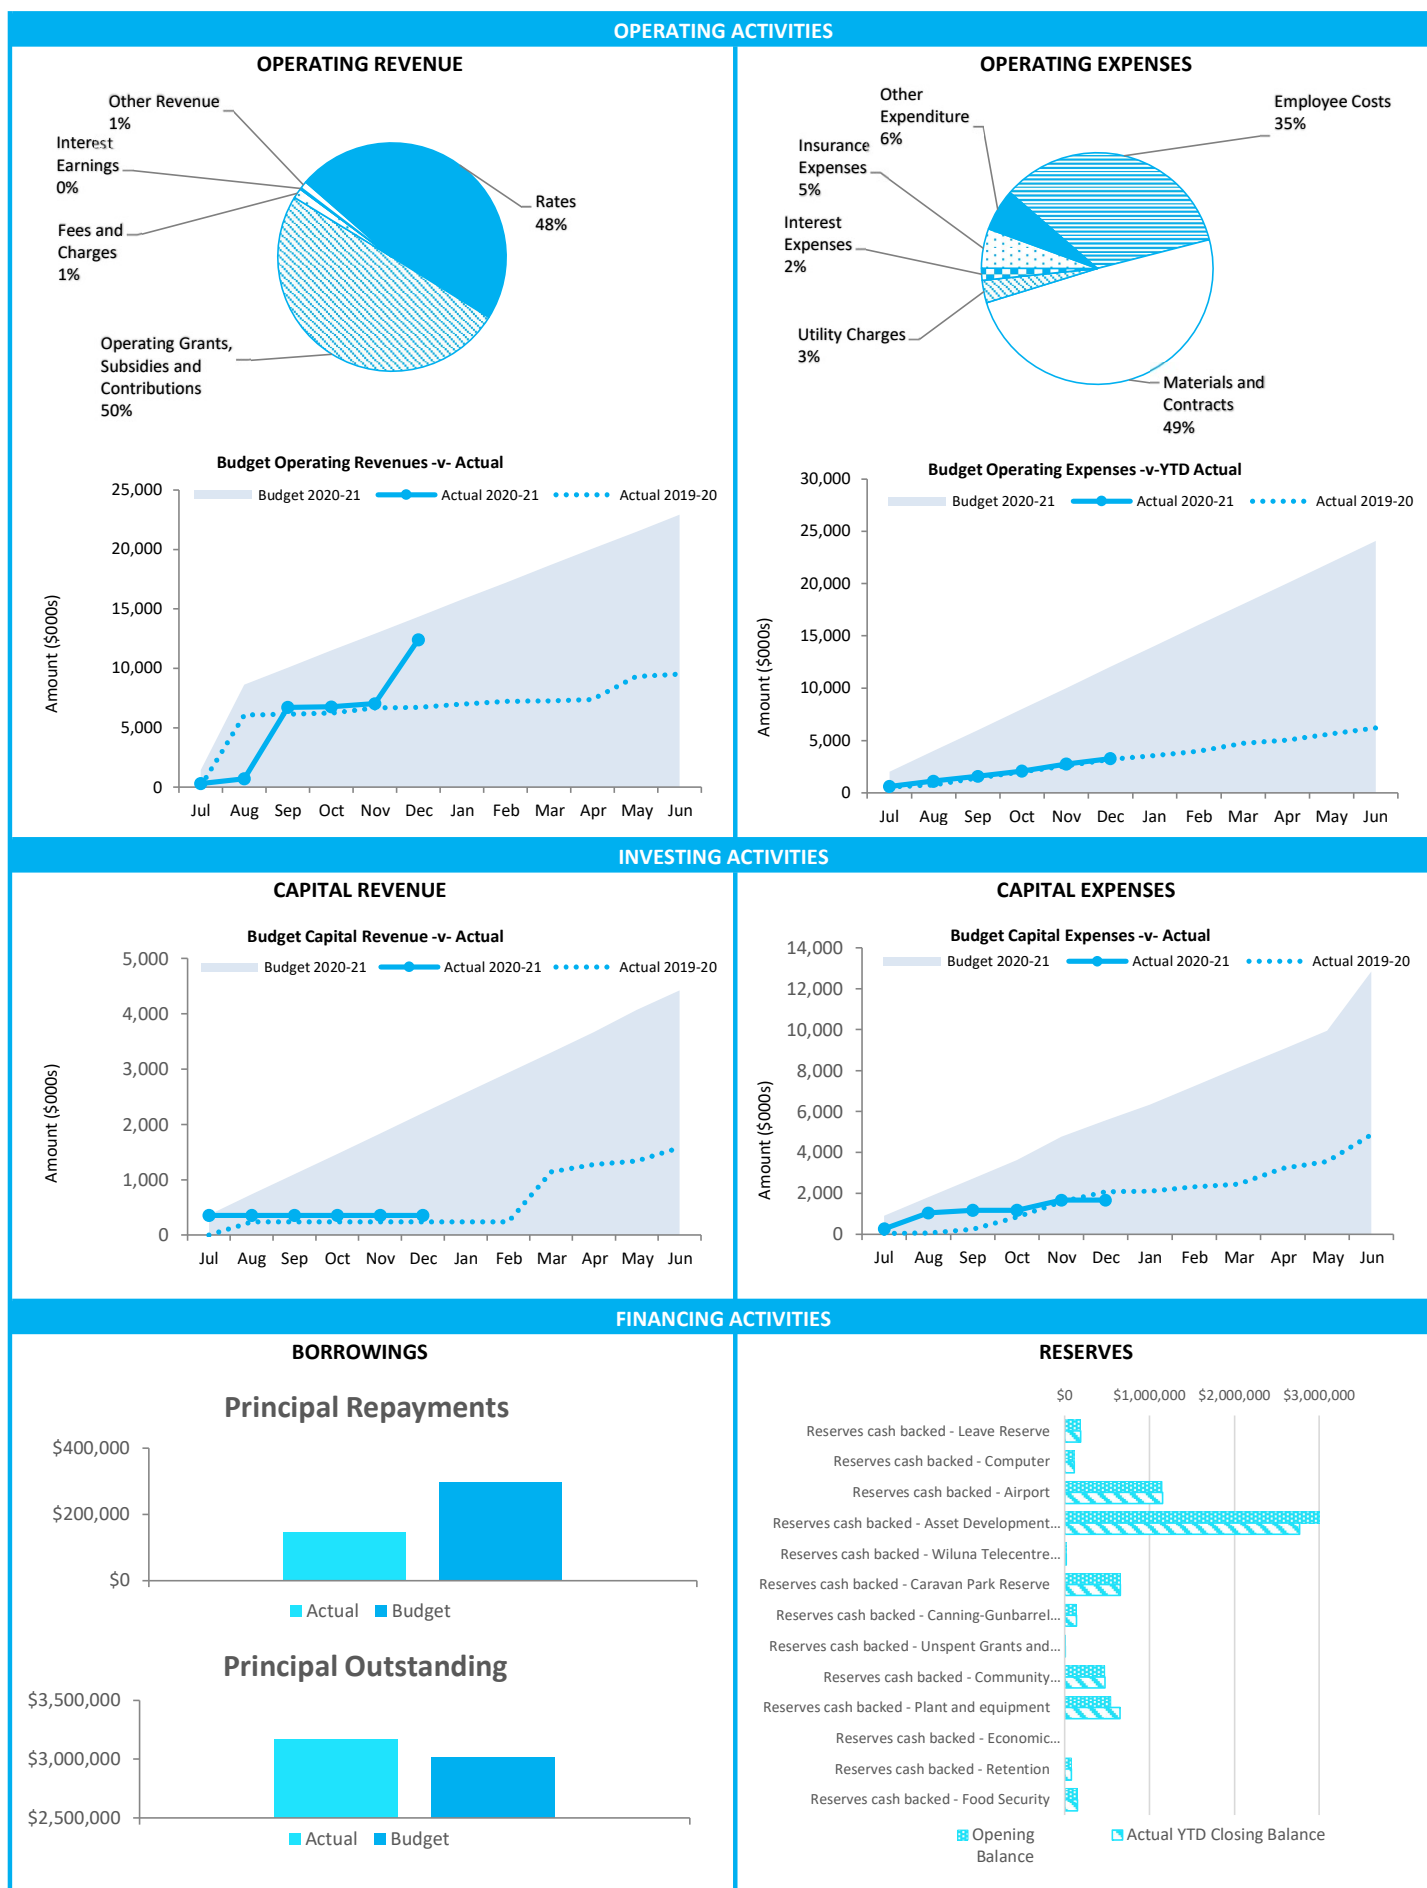 OPERATING ACTIVITIES
OPERATING REVENUE
Other Revenue
1%
Interest
Earnings
0%
Fees and
Charges
1%
Rates
48%
Operating Grants,
Subsidies and
Contributions
50%
OPERATING EXPENSES
Other
Expenditure
6%
Employee Costs
35%
Insurance
Expenses
5%
Interest
Expenses
2%
Utility Charges
3%
Materials and
Contracts
49%
Budget Operating Revenues -v- Actual
Budget 2020-21
Actual 2020-21
Actual 2019-20
Amount ($000s)
25,000
20,000
15,000
10,000
5,000
0
Jul Aug Sep Oct Nov Dec Jan Feb Mar Apr May Jun
Budget Operating Expenses -v-YTD Actual
Budget 2020-21
Actual 2020-21
Actual 2019-20
Amount ($000s)
30,000
25,000
20,000
15,000
10,000
5,000
0
Jul Aug Sep Oct Nov Dec Jan Feb Mar Apr May Jun
INVESTING ACTIVITIES
CAPITAL REVENUE
Budget Capital Revenue -v- Actual
Budget 2020-21
Actual 2020-21
Actual 2019-20
Amount ($000s)
5,000
4,000
3,000
2,000
1,000
0
Jul Aug Sep Oct Nov Dec Jan Feb Mar Apr May Jun
CAPITAL EXPENSES
Budget Capital Expenses -v- Actual
Budget 2020-21
Actual 2020-21
Actual 2019-20
Amount ($000s)
14,000
12,000
10,000
8,000
6,000
4,000
2,000
0
Jul Aug Sep Oct Nov Dec Jan Feb Mar Apr May Jun
FINANCING ACTIVITIES
BORROWINGS
Principal Repayments
$400,000
$200,000
$0
Actual
Budget
Principal Outstanding
$3,500,000
$3,000,000
$2,500,000
Actual
Budget
RESERVES
$0 $1,000,000 $2,000,000 $3,000,000
Reserves cash backed - Leave Reserve
Reserves cash backed - Computer
Reserves cash backed - Airport
Reserves cash backed - Asset Development...
Reserves cash backed - Wiluna Telecentre...
Reserves cash backed - Caravan Park Reserve
Reserves cash backed - Canning-Gunbarrel...
Reserves cash backed - Unspent Grants and...
Reserves cash backed - Community...
Reserves cash backed - Plant and equipment
Reserves cash backed - Economic...
Reserves cash backed - Retention
Reserves cash backed - Food Security
Opening
Balance
Actual YTD Closing Balance